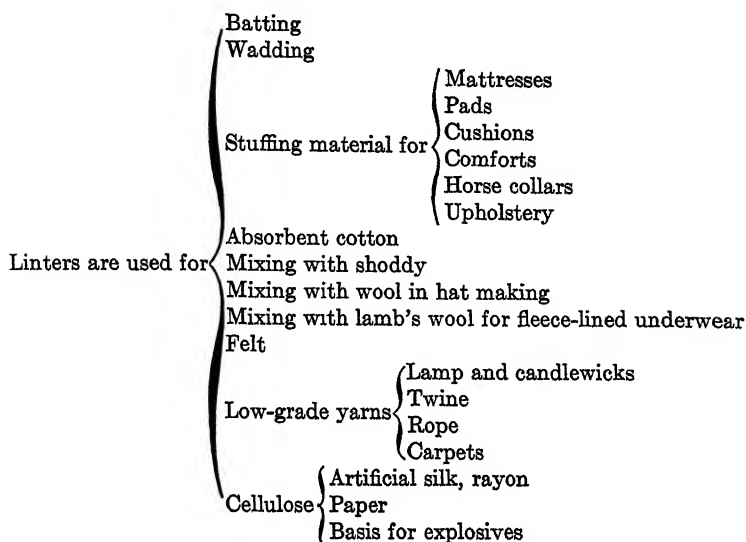 Batting
Wadding
Mattresses
Pads
Cushions
Stuffing material for
Comforts
Horse collars
Upholstery
Absorbent cotton
Linters are used for
Mixing with shoddy
Mixing with wool in hat making
Mixing with lamb's wool for fleece-lined underwear
Felt
Lamp and candlewicks
Twine
Low-grade yarns
Rope
Carpets
Artificial silk, rayon
Cellulose
Paper
Basis for explosives